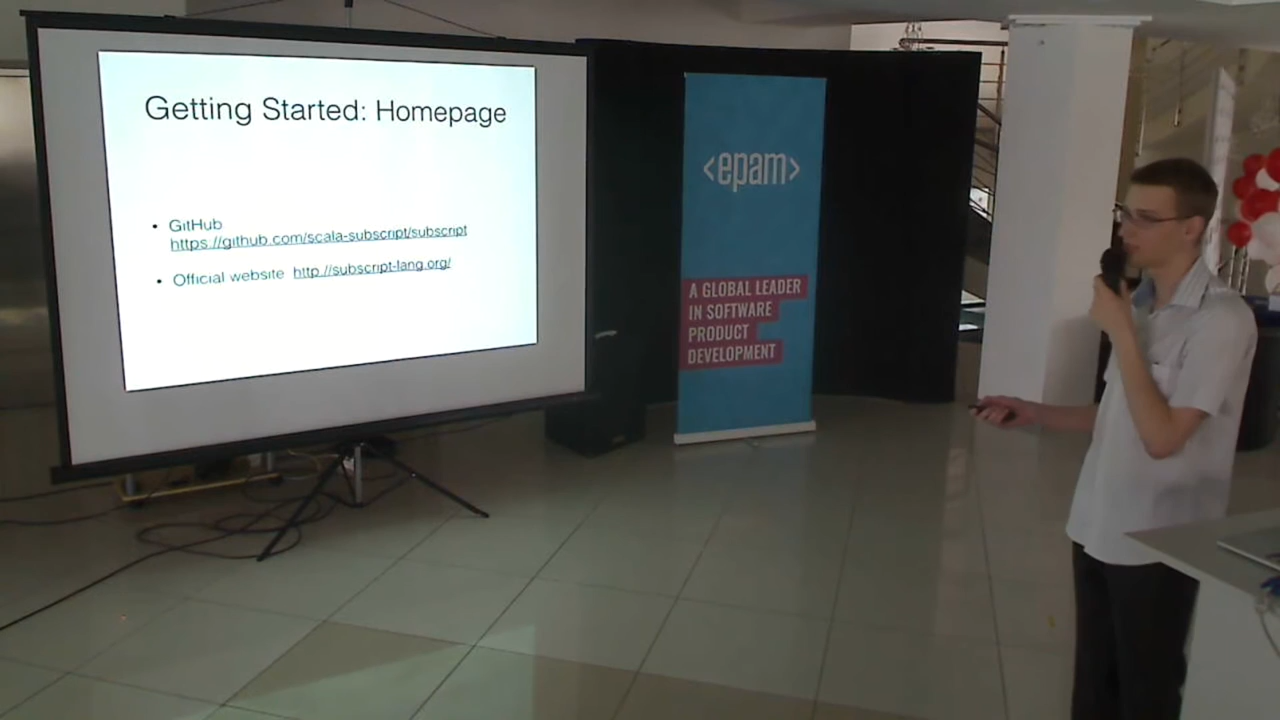 Getting Started: Homepage
• GitHub
https://github.com/scala-subscript/subscript
• Official website http://subscript-lang.org/
<epam>
A GLOBAL LEADER
IN SOFTWARE
PRODUCT
DEVELOPMENT